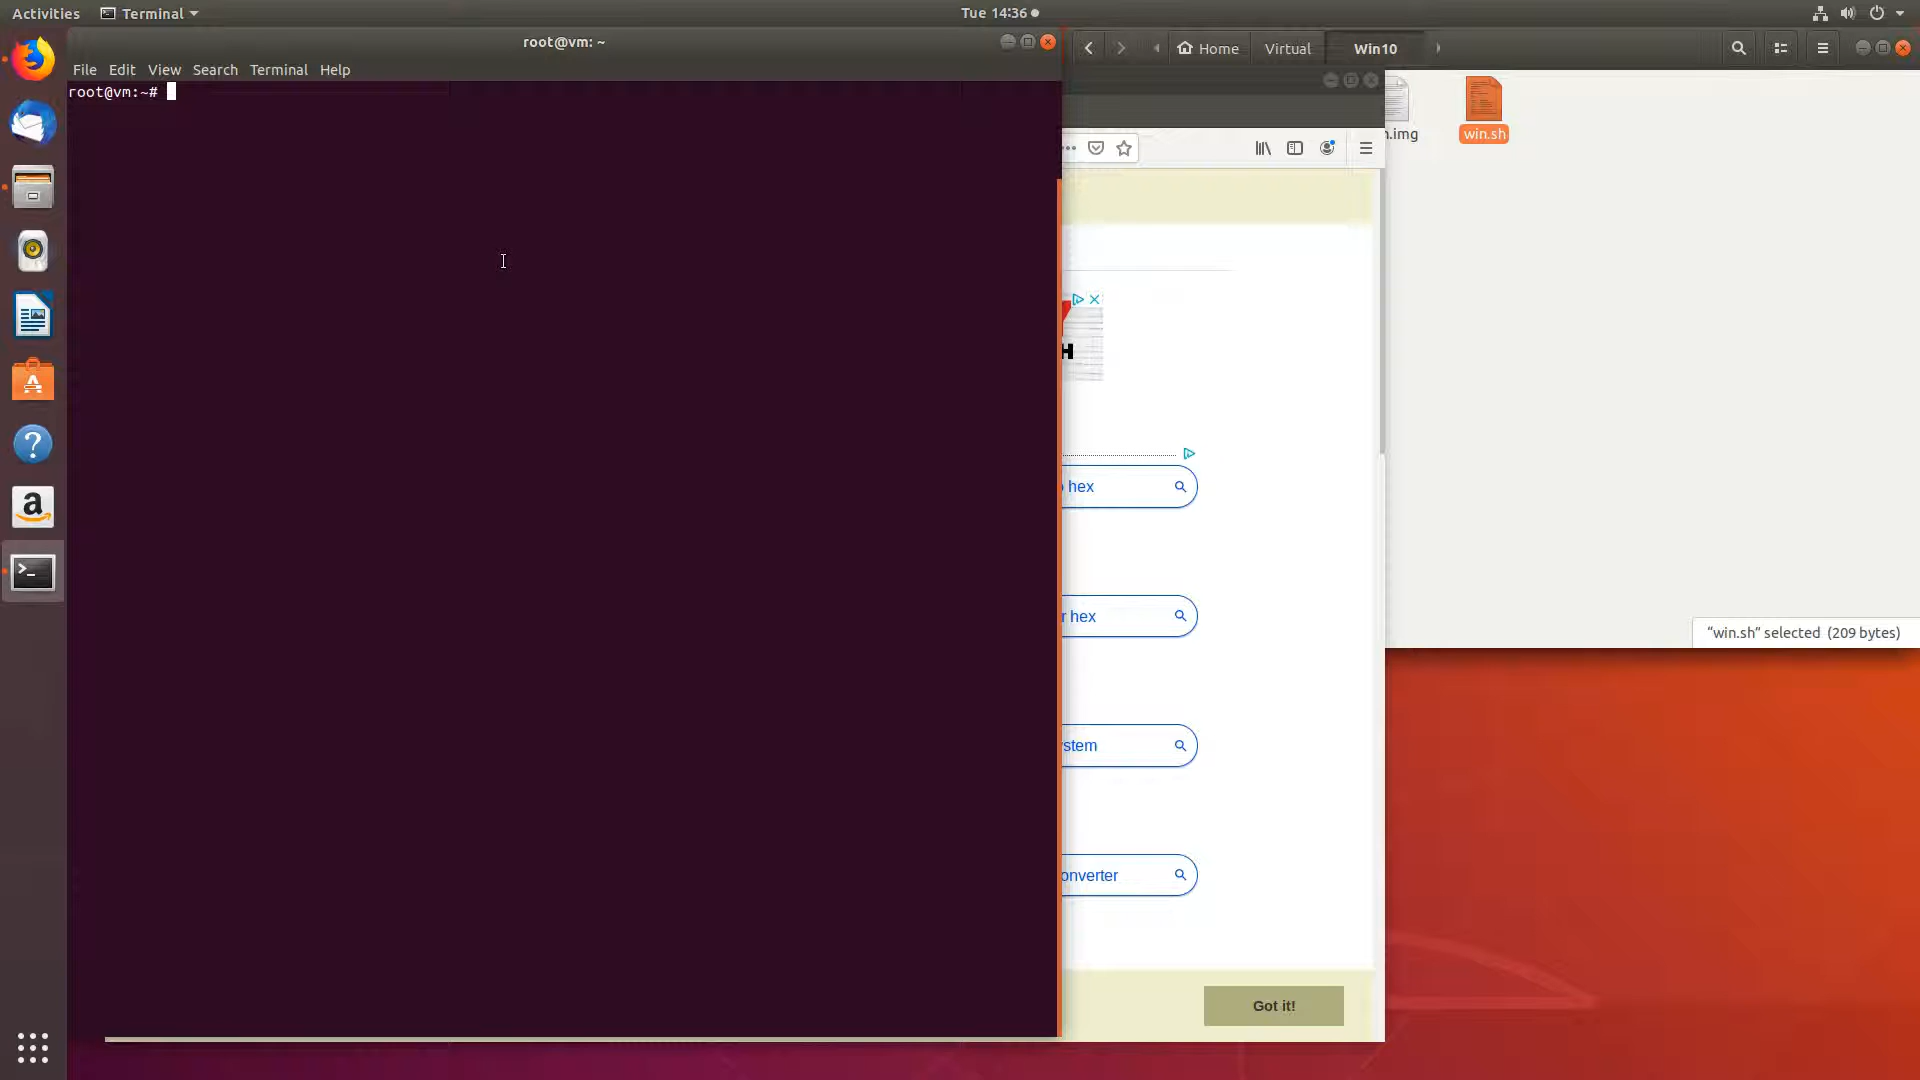 Activities Terminal Tue 14:36
root@vm: ~
File Edit View Search Terminal Help
root@vm:~#
Home Virtual Win10
n.img win.sh
H
hex
r hex
stem
onverter
Got it!
"win.sh" selected (209 bytes)